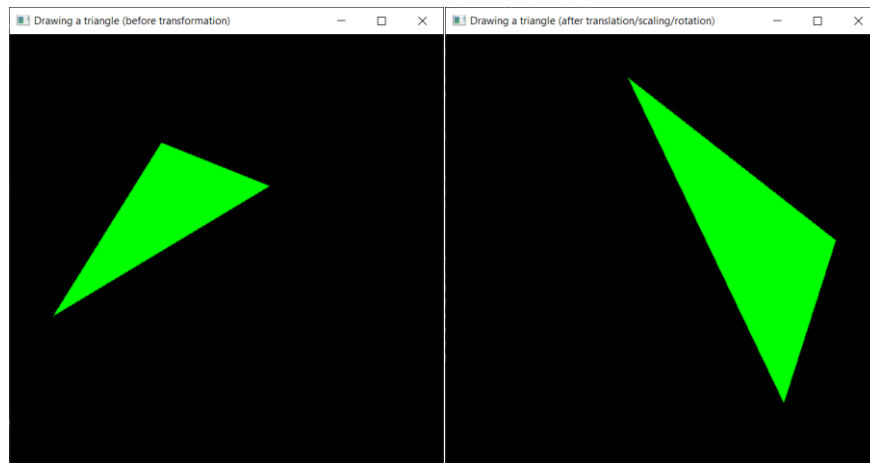 Drawing a triangle (before transformation)
Drawing a triangle (after translation/scaling/rotation)